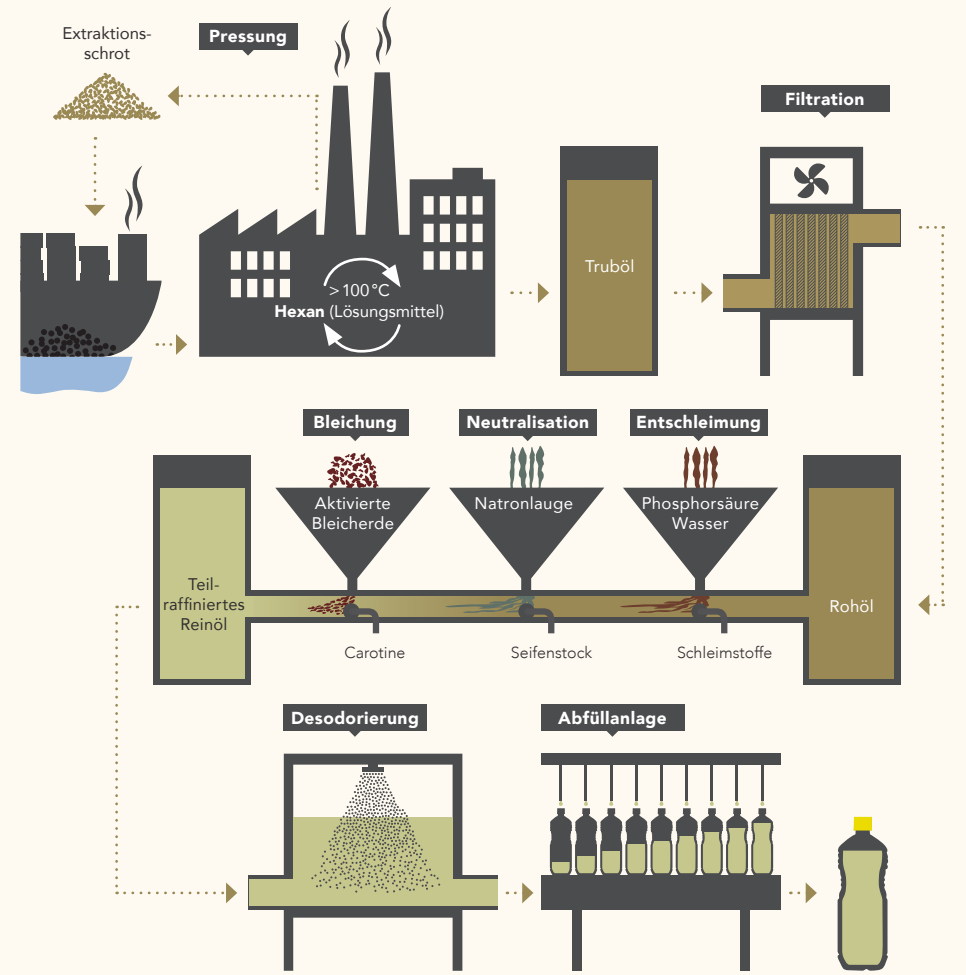 Extraktions-
schrot
Pressung
Filtration
>100 °C
Hexan (Lösungsmittel)
Truböl
Bleichung
Neutralisation
Entschleimung
Aktivierte
Bleicherde
Natronlauge
Phosphorsäure
Wasser
Teil-
raffiniertes
Reinöl
Rohöl
Carotine
Seifenstock
Schleimstoffe
Desodorierung
Abfüllanlage